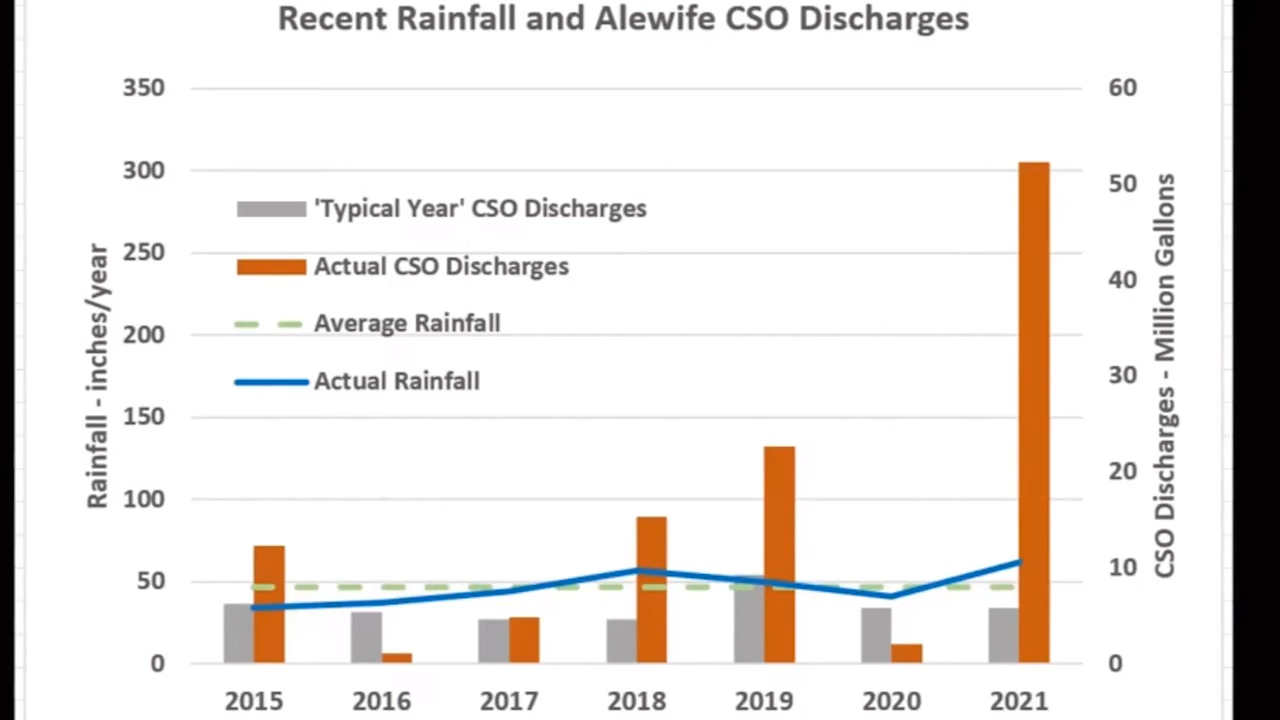 Recent Rainfall and Alewife CSO Discharges
350
300
250
200
150
100
50
0
Rainfall - inches/year
'Typical Year' CSO Discharges
Actual CSO Discharges
Average Rainfall
Actual Rainfall
60
50
40
30
20
10
0
CSO Discharges - Million Gallons
2015 2016 2017 2018 2019 2020 2021